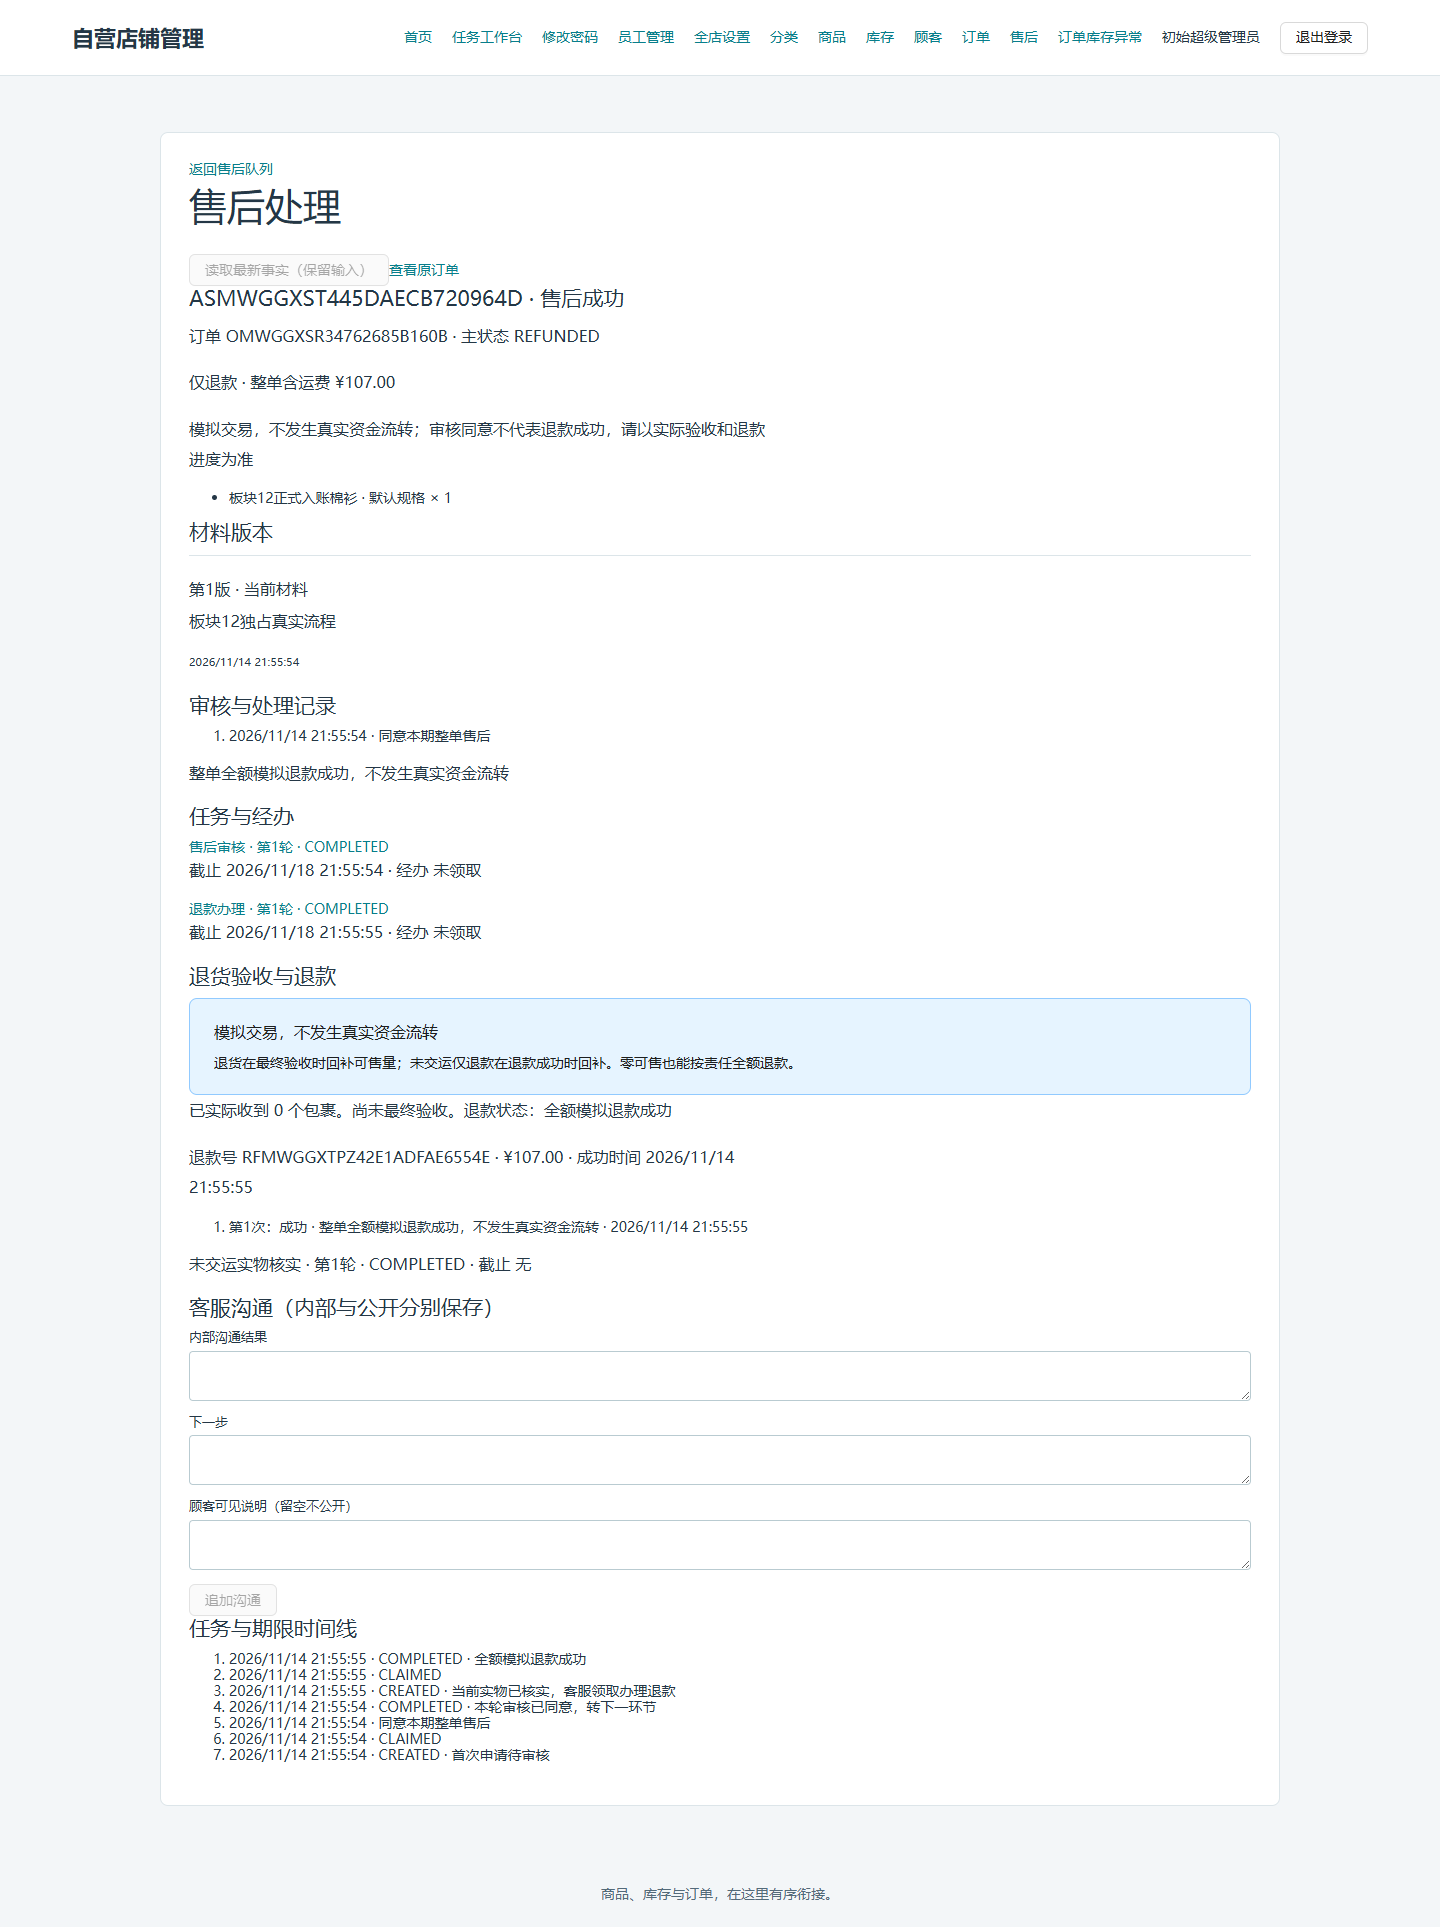 自营店铺管理
首页 任务工作台 修改密码 员工管理 全店设置 分类 商品 库存 顾客 订单 售后 订单库存异常 初始超级管理员 退出登录
返回售后队列
售后处理
读取最新事实（保留输入） 查看原订单
ASMWGGXST445DAECB720964D · 售后成功
订单 OMWGGXSR34762685B160B · 主状态 REFUNDED
仅退款 · 整单含运费 ¥107.00
模拟交易，不发生真实资金流转；审核同意不代表退款成功，请以实际验收和退款
进度为准
• 板块12正式入账棉衫 · 默认规格 × 1
材料版本
第1版 · 当前材料
板块12独占真实流程
2026/11/14 21:55:54
审核与处理记录
1. 2026/11/14 21:55:54 · 同意本期整单售后
整单全额模拟退款成功，不发生真实资金流转
任务与经办
售后审核 · 第1轮 · COMPLETED
截止 2026/11/18 21:55:54 · 经办 未领取
退款办理 · 第1轮 · COMPLETED
截止 2026/11/18 21:55:55 · 经办 未领取
退货验收与退款
模拟交易，不发生真实资金流转
退货在最终验收时回补可售量；未交运仅退款在退款成功时回补。零可售也能按责任全额退款。
已实际收到 0 个包裹。尚未最终验收。退款状态：全额模拟退款成功
退款号 RFMWGGXTPZ42E1ADFAE6554E · ¥107.00 · 成功时间 2026/11/14
21:55:55
1. 第1次：成功 · 整单全额模拟退款成功，不发生真实资金流转 · 2026/11/14 21:55:55
未交运实物核实 · 第1轮 · COMPLETED · 截止 无
客服沟通（内部与公开分别保存）
内部沟通结果
下一步
顾客可见说明（留空不公开）
追加沟通
任务与期限时间线
1. 2026/11/14 21:55:55 · COMPLETED · 全额模拟退款成功
2. 2026/11/14 21:55:55 · CLAIMED
3. 2026/11/14 21:55:55 · CREATED · 当前实物已核实，客服领取办理退款
4. 2026/11/14 21:55:54 · COMPLETED · 本轮审核已同意，转下一环节
5. 2026/11/14 21:55:54 · 同意本期整单售后
6. 2026/11/14 21:55:54 · CLAIMED
7. 2026/11/14 21:55:54 · CREATED · 首次申请待审核
商品、库存与订单，在这里有序衔接。